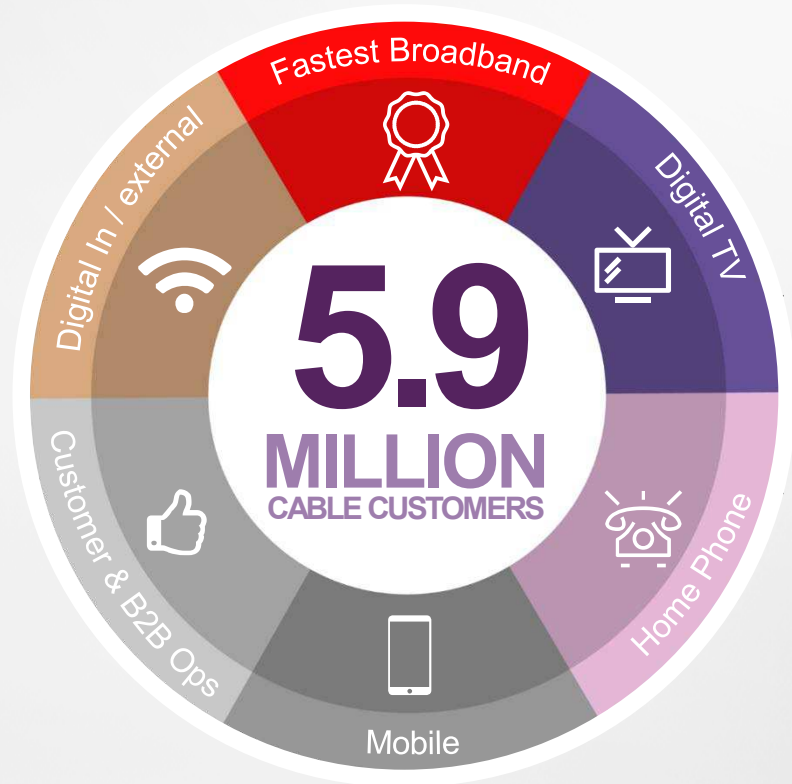 Fastest Broadband
Digital TV
Home Phone
Mobile
Customer & B2B Ops
Digital In / external
5.9
MILLION
CABLE CUSTOMERS